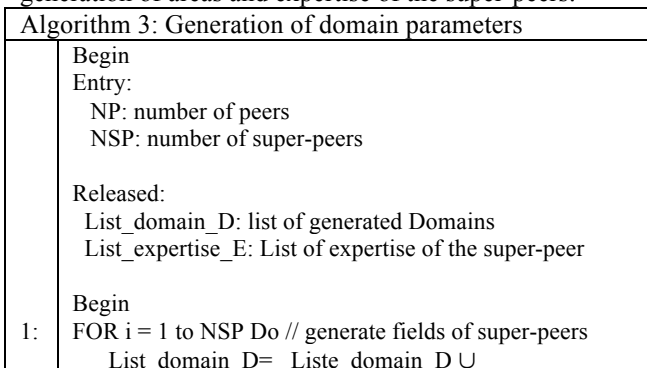 generation of areas and expertise of the super-peers.
Algorithm 3: Generation of domain parameters
Begin
Entry:
NP: number of peers
NSP: number of super-peers
Released:
List_domain_D: list of generated Domains
List_expertise_E: List of expertise of the super-peer
Begin
1: FOR i = 1 to NSP Do // generate fields of super-peers
List_domain_D= Liste_domain_D ∪